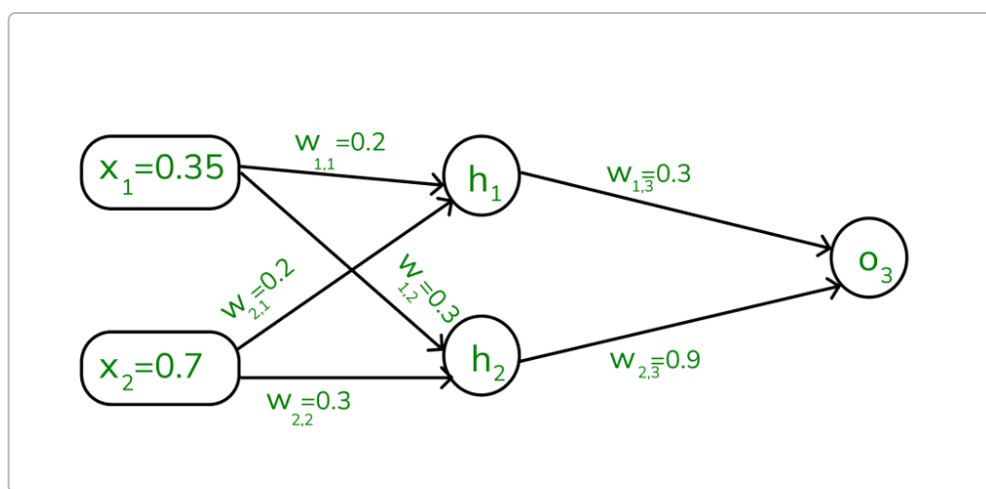 x₁=0.35
w₁,₁=0.2
h₁
w₁,₃=0.3
o₃
w₂,₁=0.2
w₁,₂=0.3
x₂=0.7
h₂
w₂,₃=0.9
w₂,₂=0.3